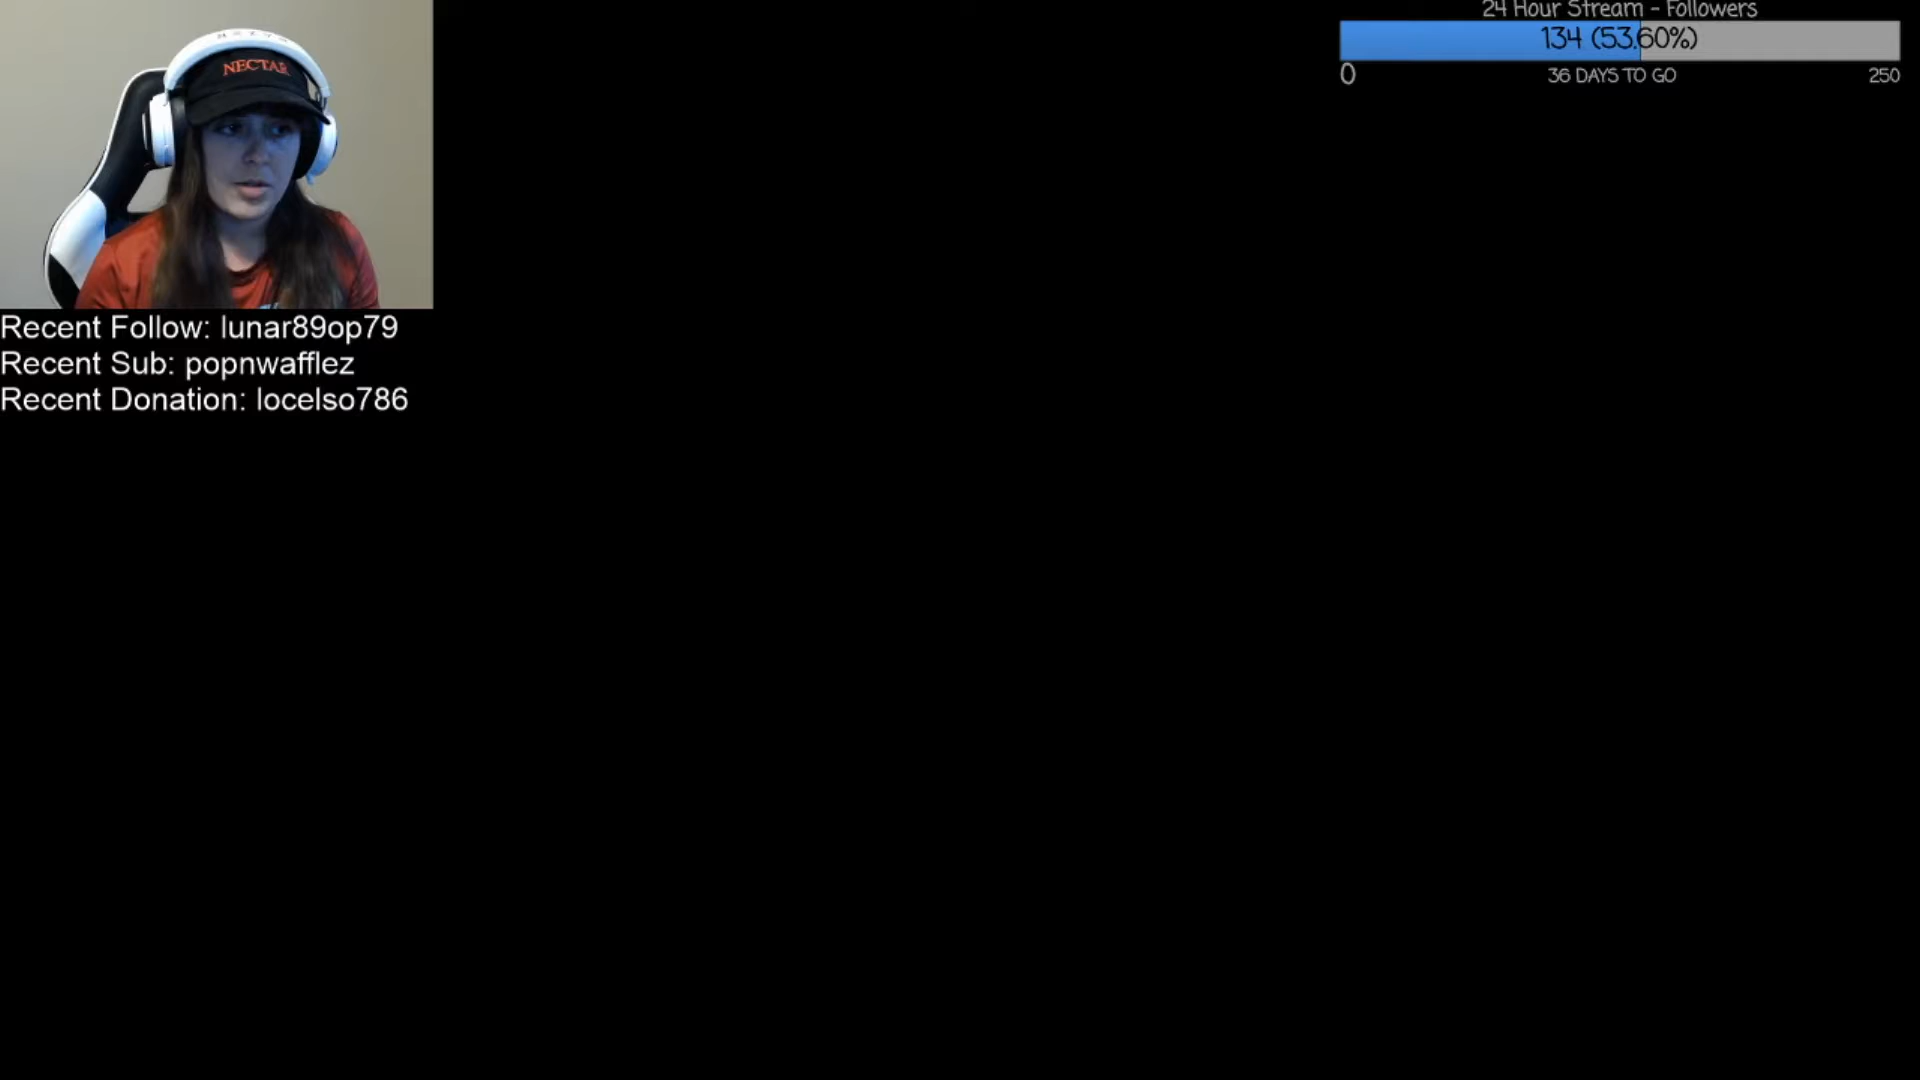 24 Hour Stream - Followers
134 (53.60%)
0
36 DAYS TO GO
250
NECTAR
Recent Follow: lunar89op79
Recent Sub: popnwafflez
Recent Donation: locelso786